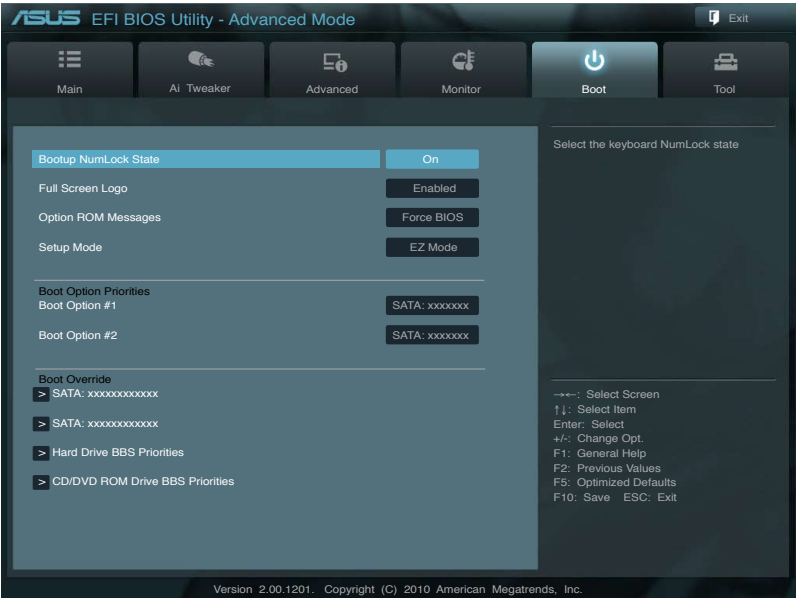 ASUS EFI BIOS Utility - Advanced Mode
Exit
Main
Ai Tweaker
Advanced
Monitor
Boot
Tool
Bootup NumLock State On
Full Screen Logo Enabled
Option ROM Messages Force BIOS
Setup Mode EZ Mode
Boot Option Priorities
Boot Option #1 SATA: xxxxxxx
Boot Option #2 SATA: xxxxxxx
Boot Override
> SATA: xxxxxxxxxxxx
> SATA: xxxxxxxxxxxx
> Hard Drive BBS Priorities
> CD/DVD ROM Drive BBS Priorities
Select the keyboard NumLock state
→←: Select Screen
↑↓: Select Item
Enter: Select
+/-: Change Opt.
F1: General Help
F2: Previous Values
F5: Optimized Defaults
F10: Save ESC: Exit
Version 2.00.1201. Copyright (C) 2010 American Megatrends, Inc.